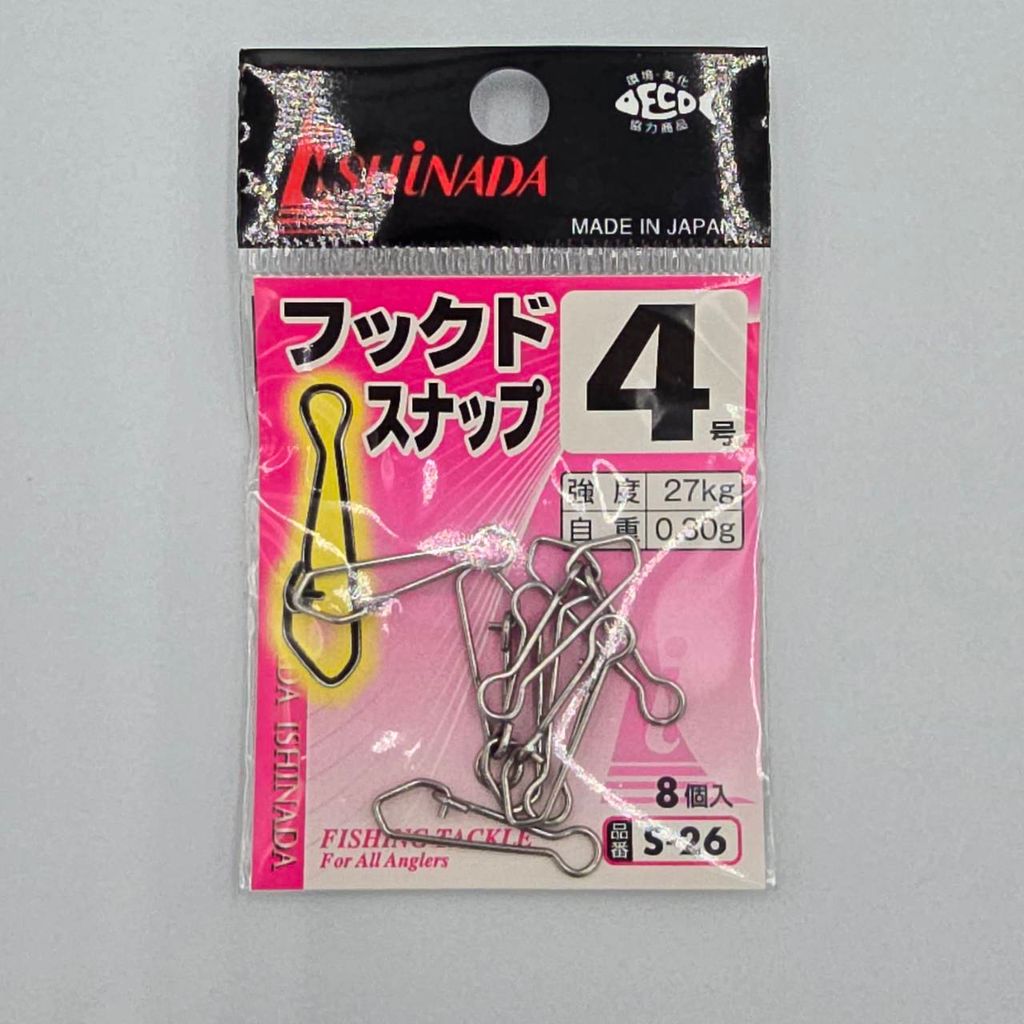 環境・美化
DECO
協力商品
ISHiNADA
MADE IN JAPAN
フックド
スナップ
4号
強度 27kg
自重 0.30g
ISHINADA
8個入
品番 S-26
FISHING TACKLE
For All Anglers